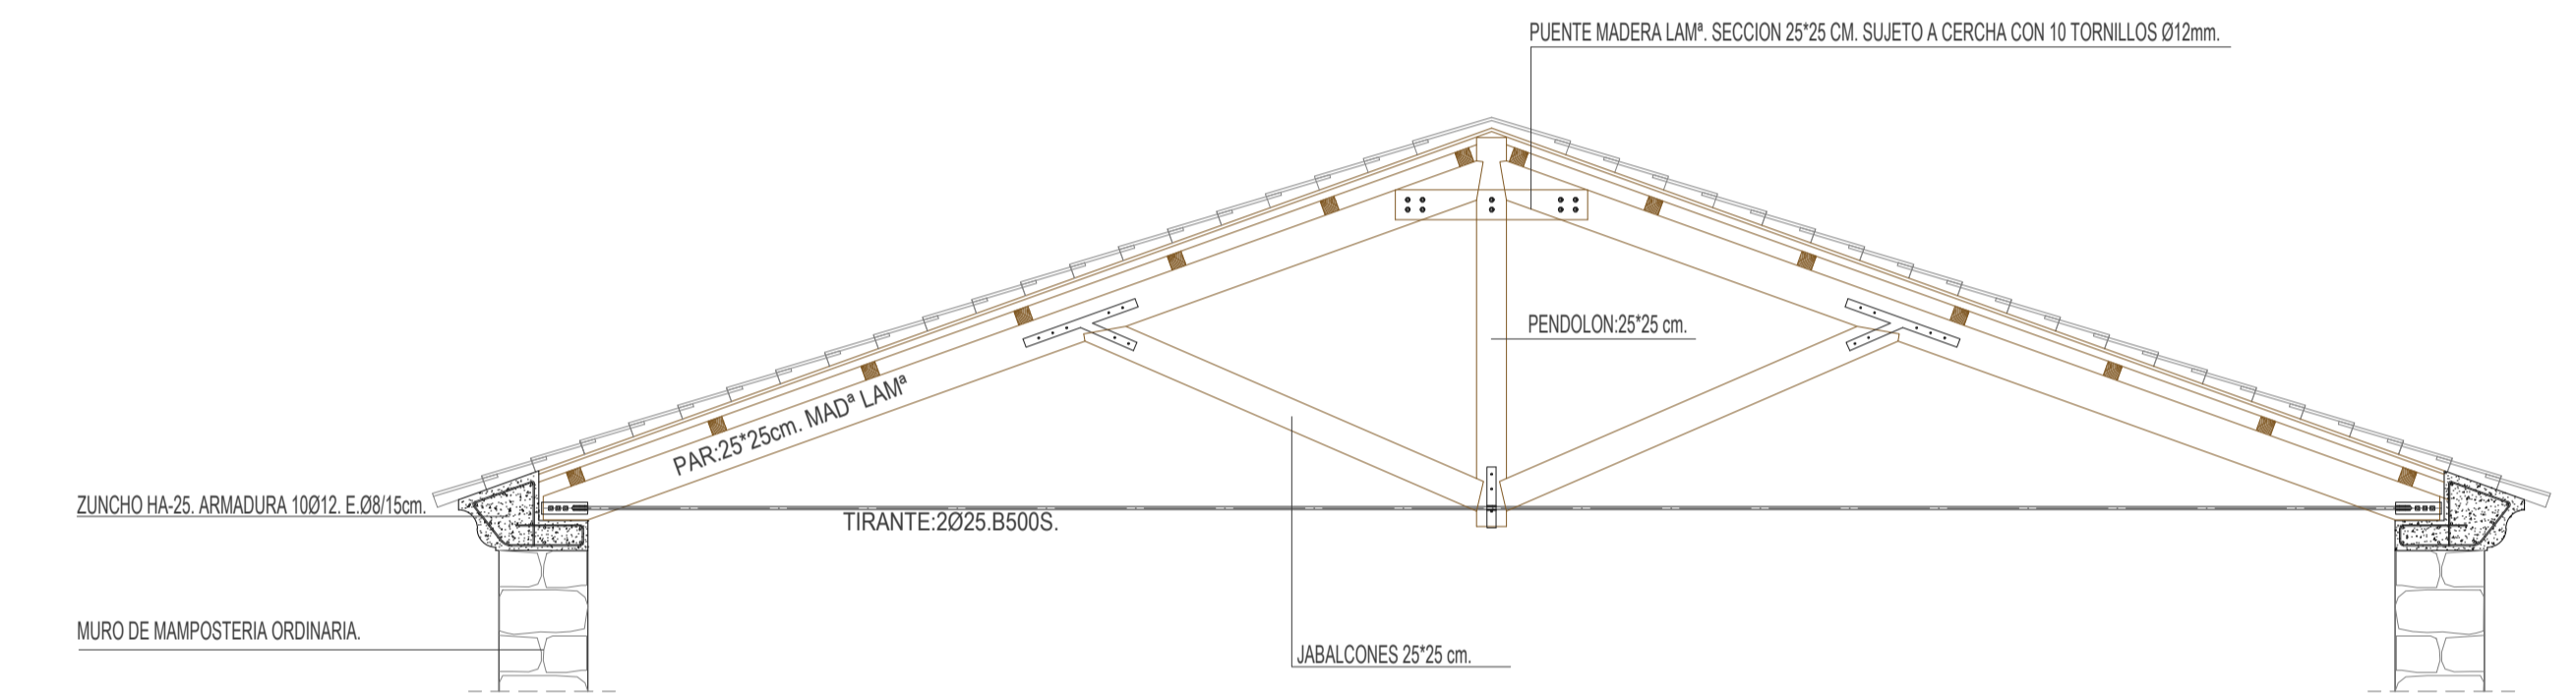 PUENTE MADERA LAMª. SECCION 25*25 CM. SUJETO A CERCHA CON 10 TORNILLOS Ø12mm.
PENDOLON:25*25 cm.
PAR:25*25cm. MADª LAMª
ZUNCHO HA-25. ARMADURA 10Ø12. E.Ø8/15cm.
TIRANTE:2Ø25.B500S.
MURO DE MAMPOSTERIA ORDINARIA.
JABALCONES 25*25 cm.